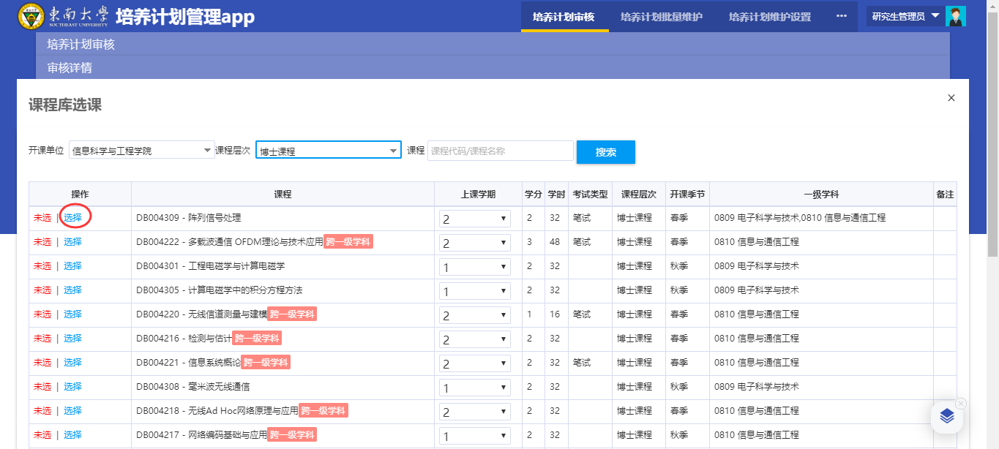 東南大學 SOUTHEAST UNIVERSITY 培养计划管理app 培养计划审核 培养计划批量维护 培养计划维护设置 ··· 研究生管理员
培养计划审核
审核详情
课程库选课 ×
开课单位 信息科学与工程学院 课程层次 博士课程 课程 课程代码/课程名称 搜索
操作 课程 上课学期 学分 学时 考试类型 课程层次 开课季节 一级学科 备注
未选 | 选择 DB004309 - 阵列信号处理 2 2 32 笔试 博士课程 春季 0809 电子科学与技术,0810 信息与通信工程
未选 | 选择 DB004222 - 多载波通信 OFDM理论与技术应用 跨一级学科 2 3 48 笔试 博士课程 春季 0810 信息与通信工程
未选 | 选择 DB004301 - 工程电磁学与计算电磁学 1 2 32 博士课程 秋季 0809 电子科学与技术
未选 | 选择 DB004305 - 计算电磁学中的积分方程方法 1 2 32 博士课程 秋季 0809 电子科学与技术
未选 | 选择 DB004220 - 无线信道测量与建模 跨一级学科 2 1 16 笔试 博士课程 春季 0810 信息与通信工程
未选 | 选择 DB004216 - 检测与估计 跨一级学科 2 2 32 博士课程 春季 0810 信息与通信工程
未选 | 选择 DB004221 - 信息系统概论 跨一级学科 2 2 32 笔试 博士课程 春季 0810 信息与通信工程
未选 | 选择 DB004308 - 毫米波无线通信 1 2 32 博士课程 秋季 0809 电子科学与技术
未选 | 选择 DB004218 - 无线Ad Hoc网络原理与应用 跨一级学科 2 2 32 博士课程 春季 0810 信息与通信工程
未选 | 选择 DB004217 - 网络编码基础与应用 跨一级学科 1 2 32 博士课程 秋季 0810 信息与通信工程